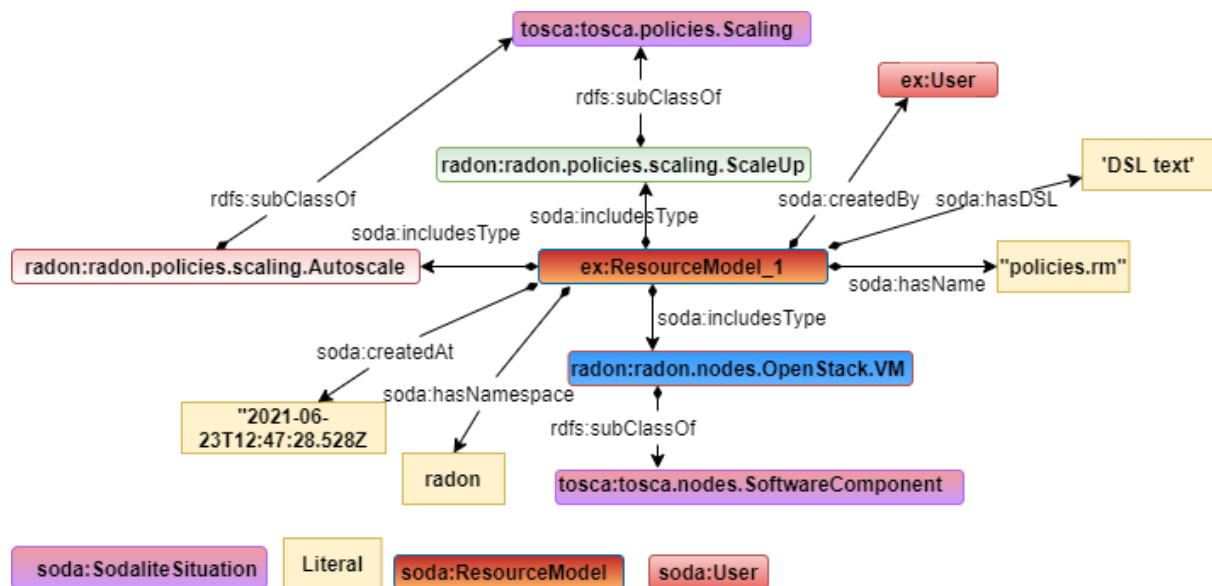 tosca:tosca.policies.Scaling
ex:User
rdfs:subClassOf
radon:radon.policies.scaling.ScaleUp
'DSL text'
rdfs:subClassOf
soda:createdBy
soda:hasDSL
soda:includesType
soda:includesType
radon:radon.policies.scaling.Autoscale
ex:ResourceModel_1
"policies.rm"
soda:hasName
soda:includesType
soda:createdAt
radon:radon.nodes.OpenStack.VM
soda:hasNamespace
"2021-06-
23T12:47:28.528Z
rdfs:subClassOf
radon
tosca:tosca.nodes.SoftwareComponent
soda:SodaliteSituation
Literal
soda:ResourceModel
soda:User